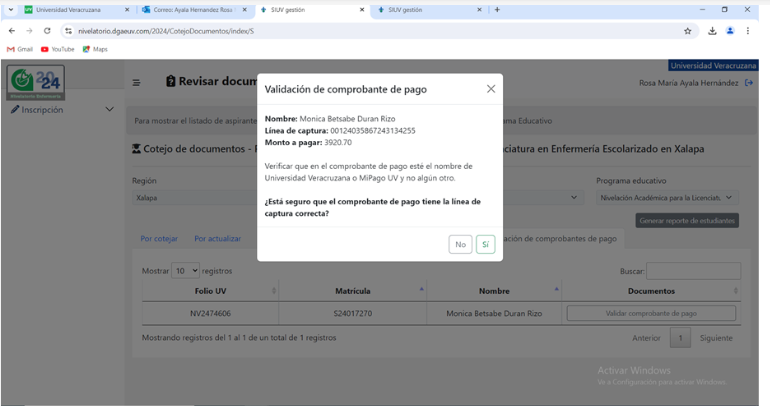 Universidad Veracruzana
Correo: Ayala Hernandez Rosa
SIUV gestión
SIUV gestión
nivelatorio.dgaeuv.com/2024/CotejoDocumentos/index/S
Gmail
YouTube
Maps
Universidad Veracruzana
2024
Revisar docum
Rosa María Ayala Hernández
Inscripción
Para mostrar el listado de aspirante
ama Educativo
Cotejo de documentos -
nciatura en Enfermería Escolarizado en Xalapa
Región
Programa educativo
Xalapa
Nivelación Académica para la Licenciat
Generar reporte de estudiantes
Por cotejar
Por actualizar
ación de comprobantes de pago
Validación de comprobante de pago
Nombre: Monica Betsabe Duran Rizo
Línea de captura: 00124035867243134255
Monto a pagar: 3920.70
Verificar que en el comprobante de pago esté el nombre de
Universidad Veracruzana o MiPago UV y no algún otro.
¿Está seguro que el comprobante de pago tiene la línea de
captura correcta?
No
Sí
Mostrar 10 registros
Buscar:
Folio UV
Matrícula
Nombre
Documentos
NV2474606
S24017270
Monica Betsabe Duran Rizo
Validar comprobante de pago
Mostrando registros del 1 al 1 de un total de 1 registros
Anterior
1
Siguiente
Activar Windows
Ve a Configuración para activar Windows.